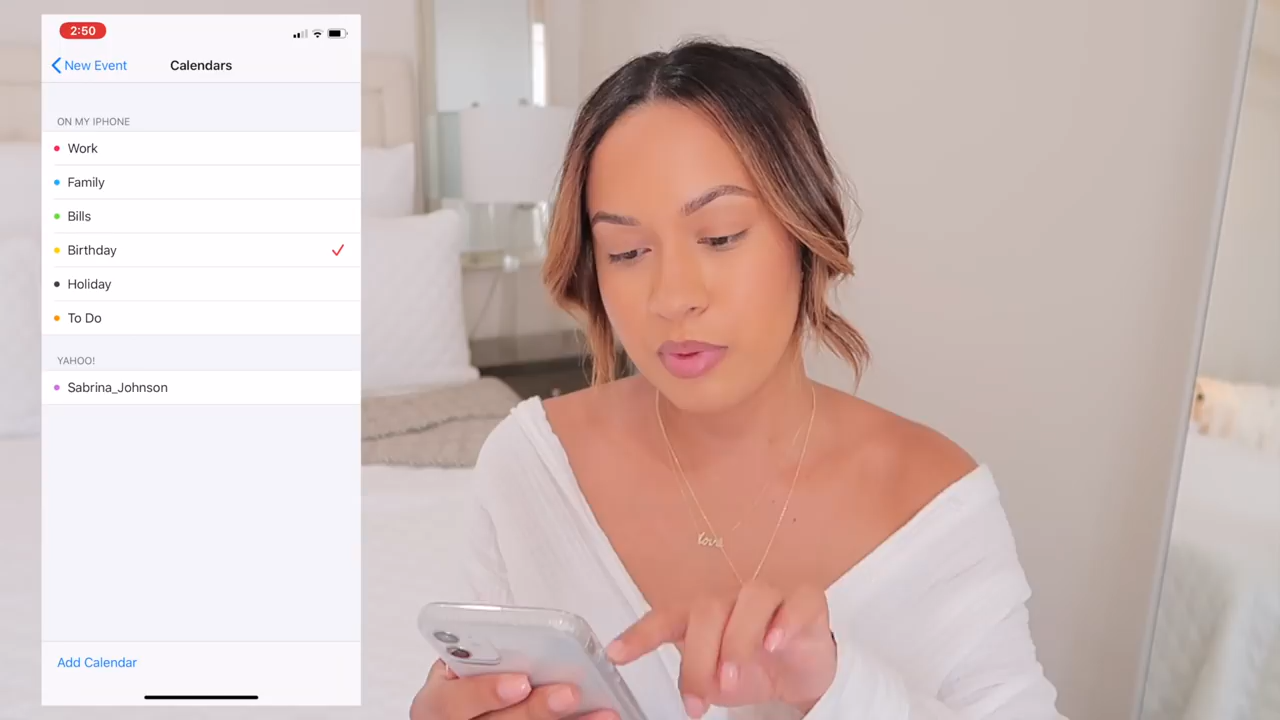 2:50
New Event
Calendars
ON MY IPHONE
Work
Family
Bills
Birthday
Holiday
To Do
YAHOO!
Sabrina_Johnson
Add Calendar
love